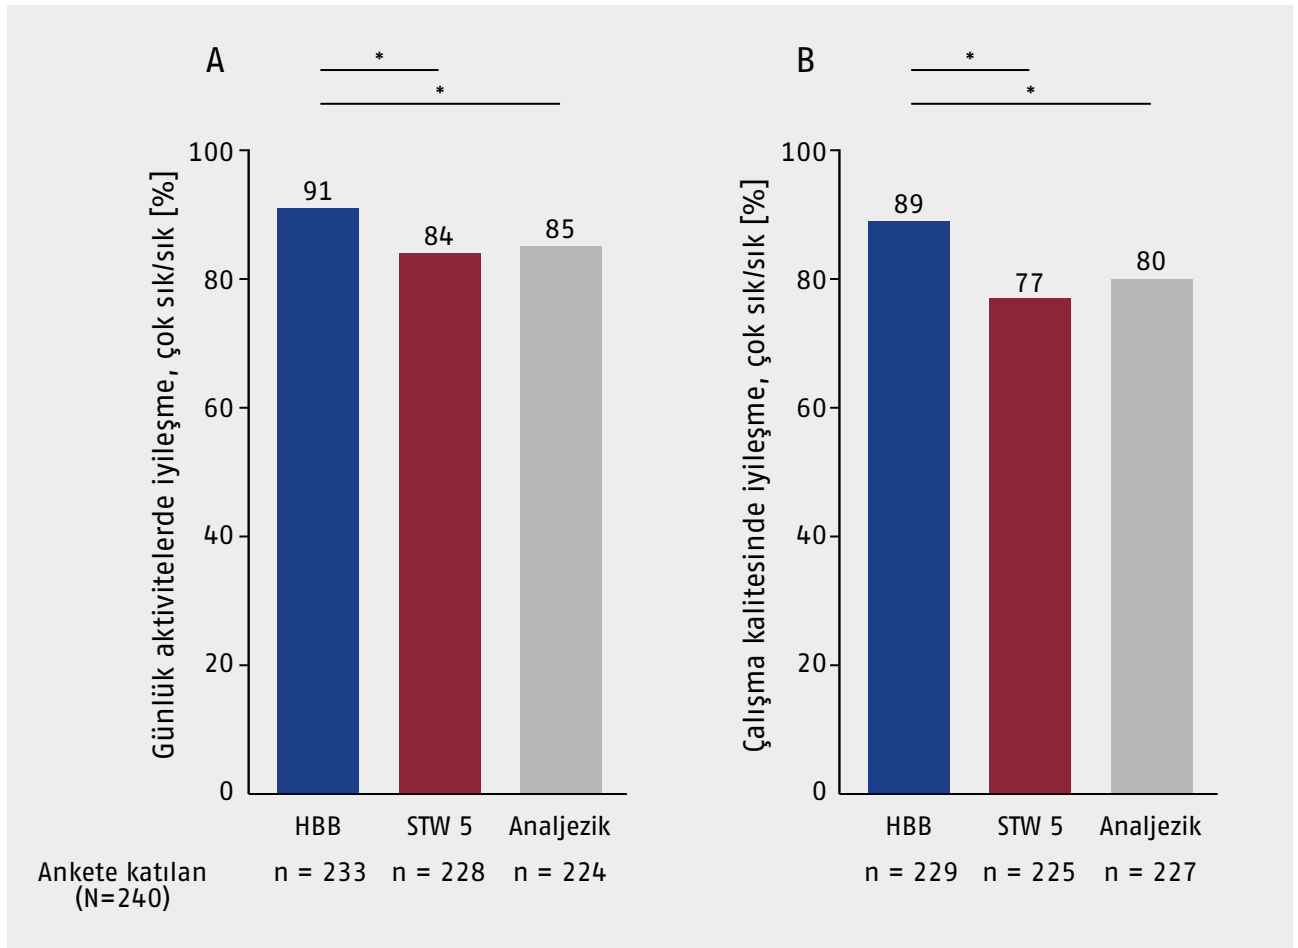 A
*
*
Günlük aktivitelerde iyileşme, çok sık/sık [%]
100
80
60
40
20
0
91
84
85
HBB
STW 5
Analjezik
Ankete katılan
(N=240)
n = 233
n = 228
n = 224
B
*
*
Çalışma kalitesinde iyileşme, çok sık/sık [%]
100
80
60
40
20
0
89
77
80
HBB
STW 5
Analjezik
n = 229
n = 225
n = 227